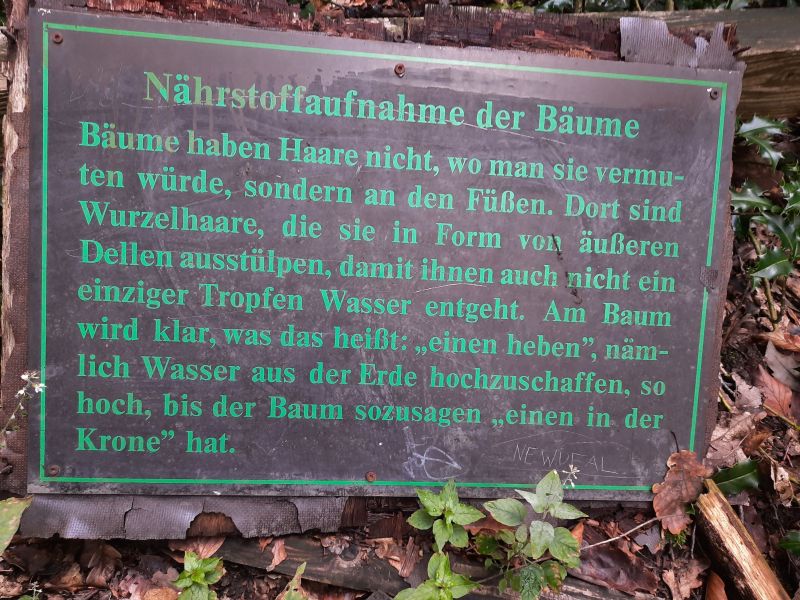 Nährstoffaufnahme der Bäume
Bäume haben Haare nicht, wo man sie vermu-
ten würde, sondern an den Füßen. Dort sind
Wurzelhaare, die sie in Form von äußeren
Dellen ausstülpen, damit ihnen auch nicht ein
einziger Tropfen Wasser entgeht. Am Baum
wird klar, was das heißt: „einen heben”, näm-
lich Wasser aus der Erde hochzuschaffen, so
hoch, bis der Baum sozusagen „einen in der
Krone” hat.